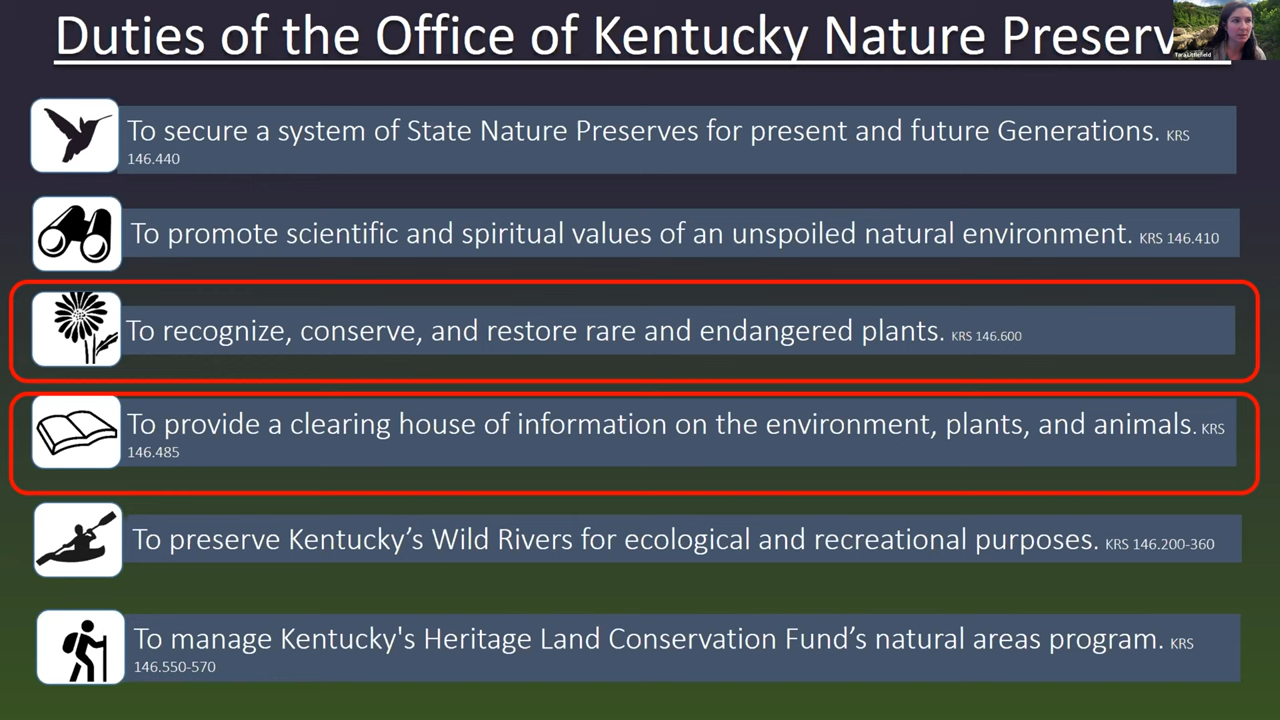 Duties of the Office of Kentucky Nature Preserv
Tara Littlefield
To secure a system of State Nature Preserves for present and future Generations. KRS
146.440
To promote scientific and spiritual values of an unspoiled natural environment. KRS 146.410
To recognize, conserve, and restore rare and endangered plants. KRS 146.600
To provide a clearing house of information on the environment, plants, and animals. KRS
146.485
To preserve Kentucky’s Wild Rivers for ecological and recreational purposes. KRS 146.200-360
To manage Kentucky's Heritage Land Conservation Fund’s natural areas program. KRS
146.550-570